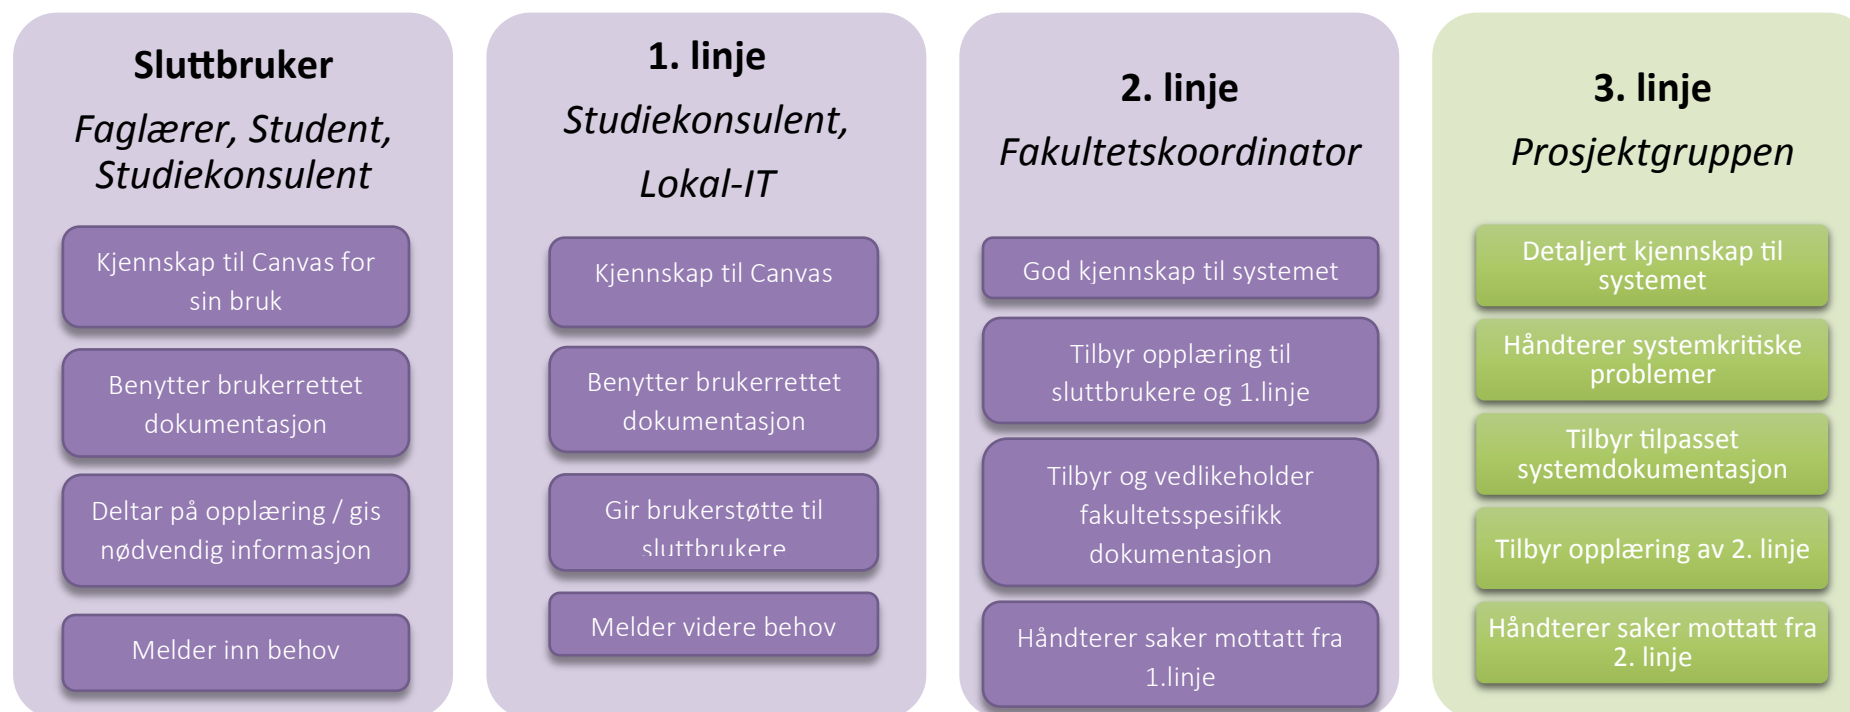 Sluttbruker
Faglærer, Student,
Studiekonsulent
Kjennskap til Canvas for
sin bruk
Benytter brukerrettet
dokumentasjon
Deltar på opplæring / gis
nødvendig informasjon
Melder inn behov
1. linje
Studiekonsulent,
Lokal-IT
Kjennskap til Canvas
Benytter brukerrettet
dokumentasjon
Gir brukerstøtte til
sluttbrukere
Melder videre behov
2. linje
Fakultetskoordinator
God kjennskap til systemet
Tilbyr opplæring til
sluttbrukere og 1.linje
Tilbyr og vedlikeholder
fakultetsspesifikk
dokumentasjon
Håndterer saker mottatt fra
1.linje
3. linje
Prosjektgruppen
Detaljert kjennskap til
systemet
Håndterer systemkritiske
problemer
Tilbyr tilpasset
systemdokumentasjon
Tilbyr opplæring av 2. linje
Håndterer saker mottatt fra
2. linje